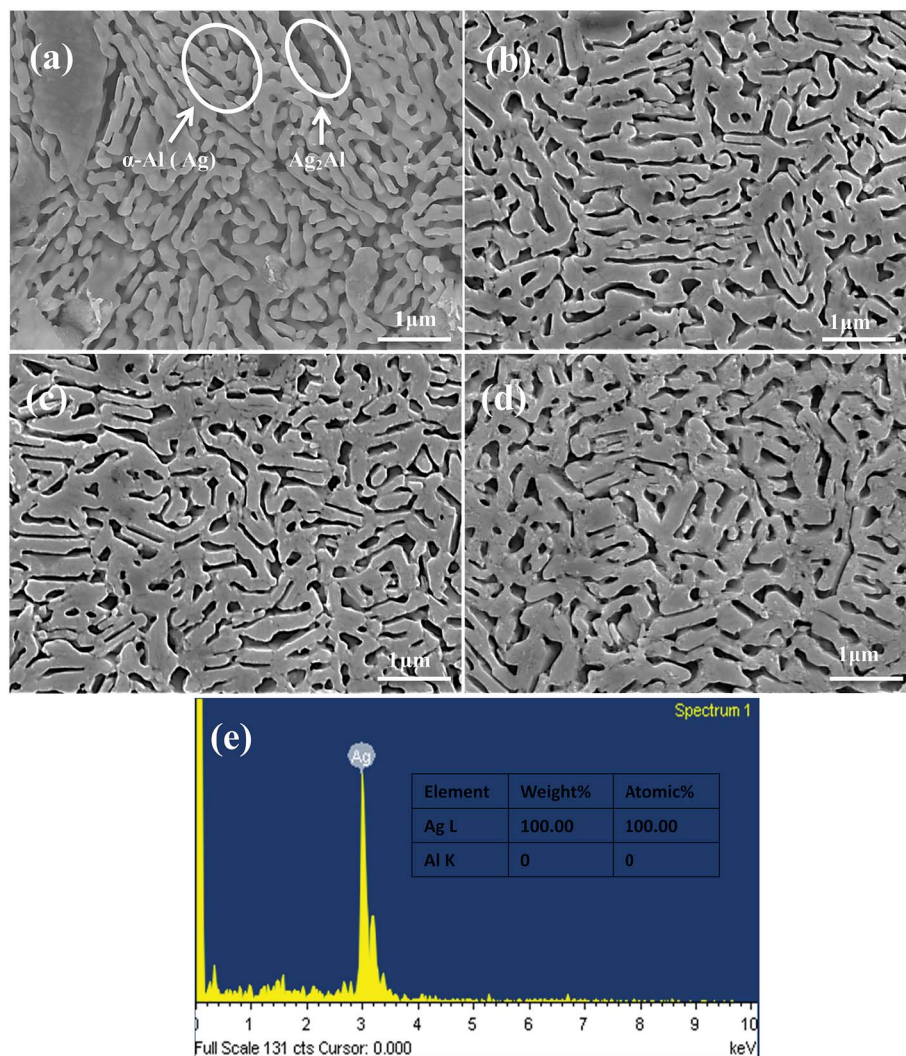 (a)
α-Al ( Ag)
Ag₂Al
1μm
(b)
1μm
(c)
1μm
(d)
1μm
(e)
Spectrum 1
Ag
Element Weight% Atomic%
Ag L 100.00 100.00
Al K 0 0
0 1 2 3 4 5 6 7 8 9 10
Full Scale 131 cts Cursor: 0.000 keV